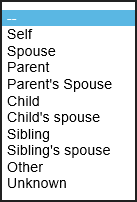 --
Self
Spouse
Parent
Parent's Spouse
Child
Child's spouse
Sibling
Sibling's spouse
Other
Unknown